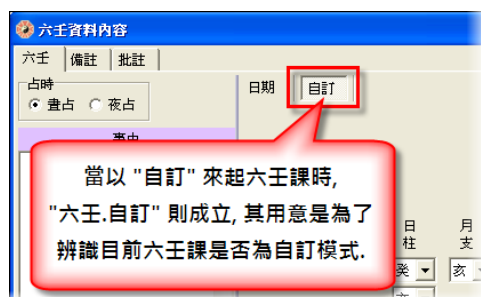 六壬資料內容
六壬 備註 批註
占時
晝占 夜占
日期 自訂
事由
當以 "自訂" 來起六壬課時,
"六壬.自訂" 則成立, 其用意是為了
辨識目前六壬課是否為自訂模式.
日 月
柱 支
癸 亥